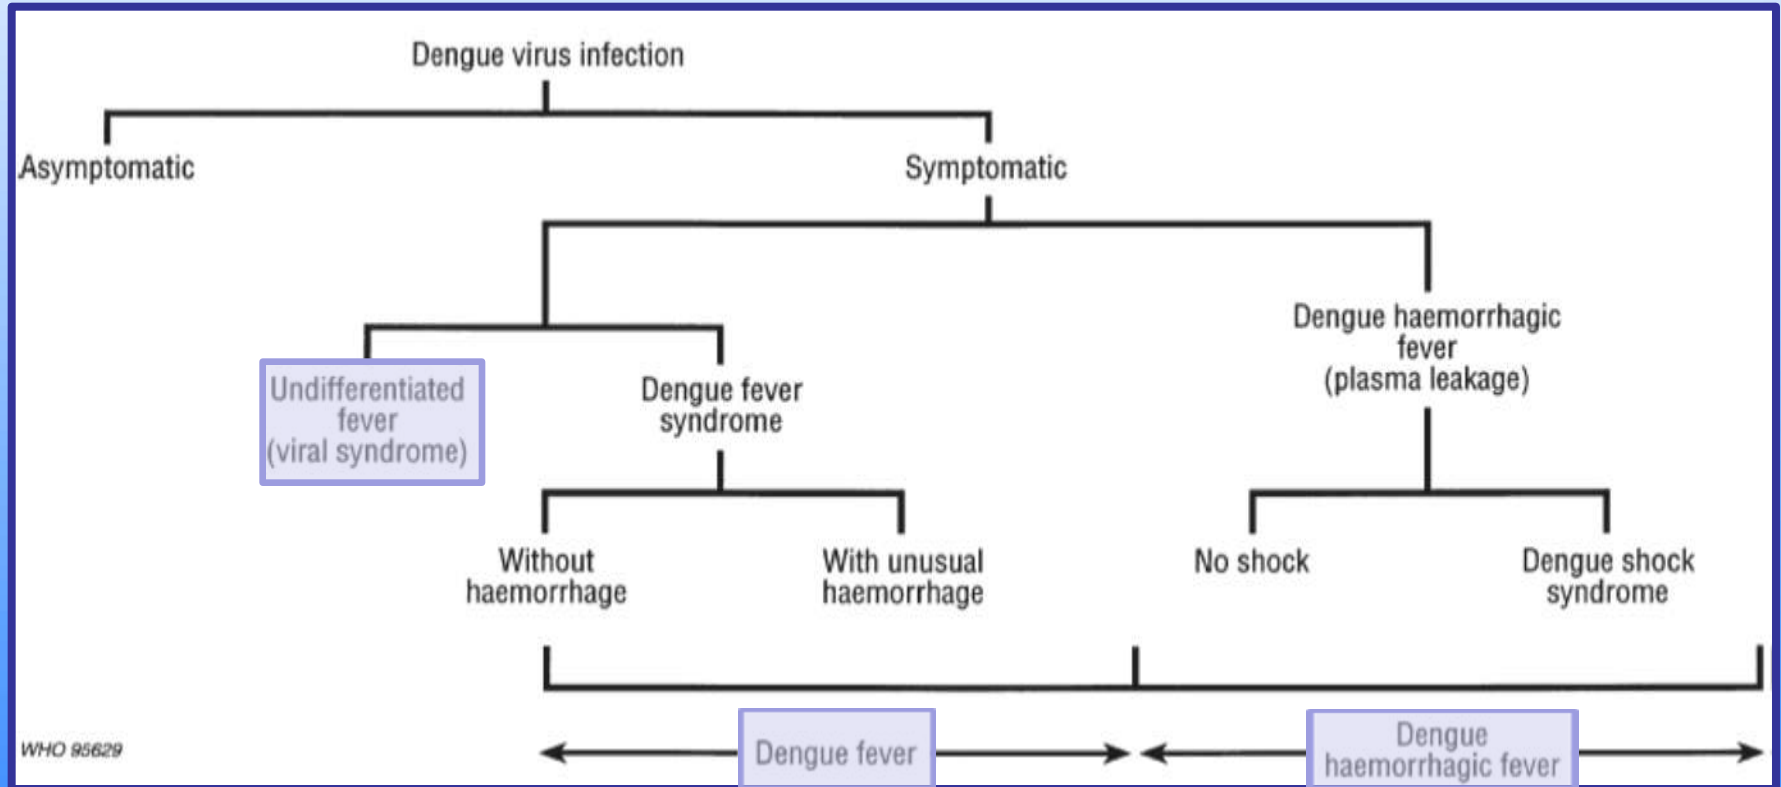 Dengue virus infection
Asymptomatic
Symptomatic
Dengue haemorrhagic
fever
(plasma leakage)
Undifferentiated
fever
(viral syndrome)
Dengue fever
syndrome
Without
haemorrhage
With unusual
haemorrhage
No shock
Dengue shock
syndrome
WHO 95629
Dengue fever
Dengue
haemorrhagic fever